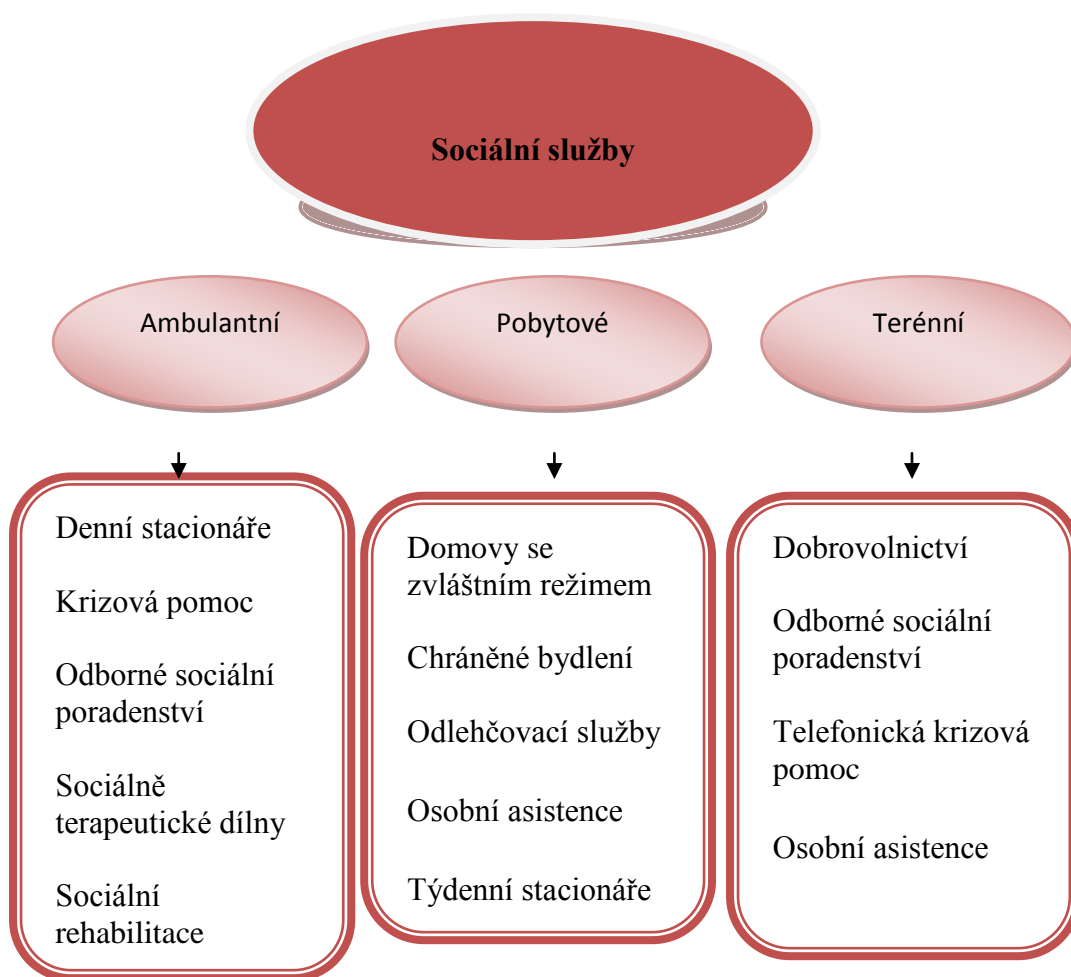 Sociální služby
Ambulantní
Pobytové
Terénní
Denní stacionáře
Krizová pomoc
Odborné sociální
poradenství
Sociálně
terapeutické dílny
Sociální
rehabilitace
Domovy se
zvláštním režimem
Chráněné bydlení
Odlehčovací služby
Osobní asistence
Týdenní stacionáře
Dobrovolnictví
Odborné sociální
poradenství
Telefonická krizová
pomoc
Osobní asistence